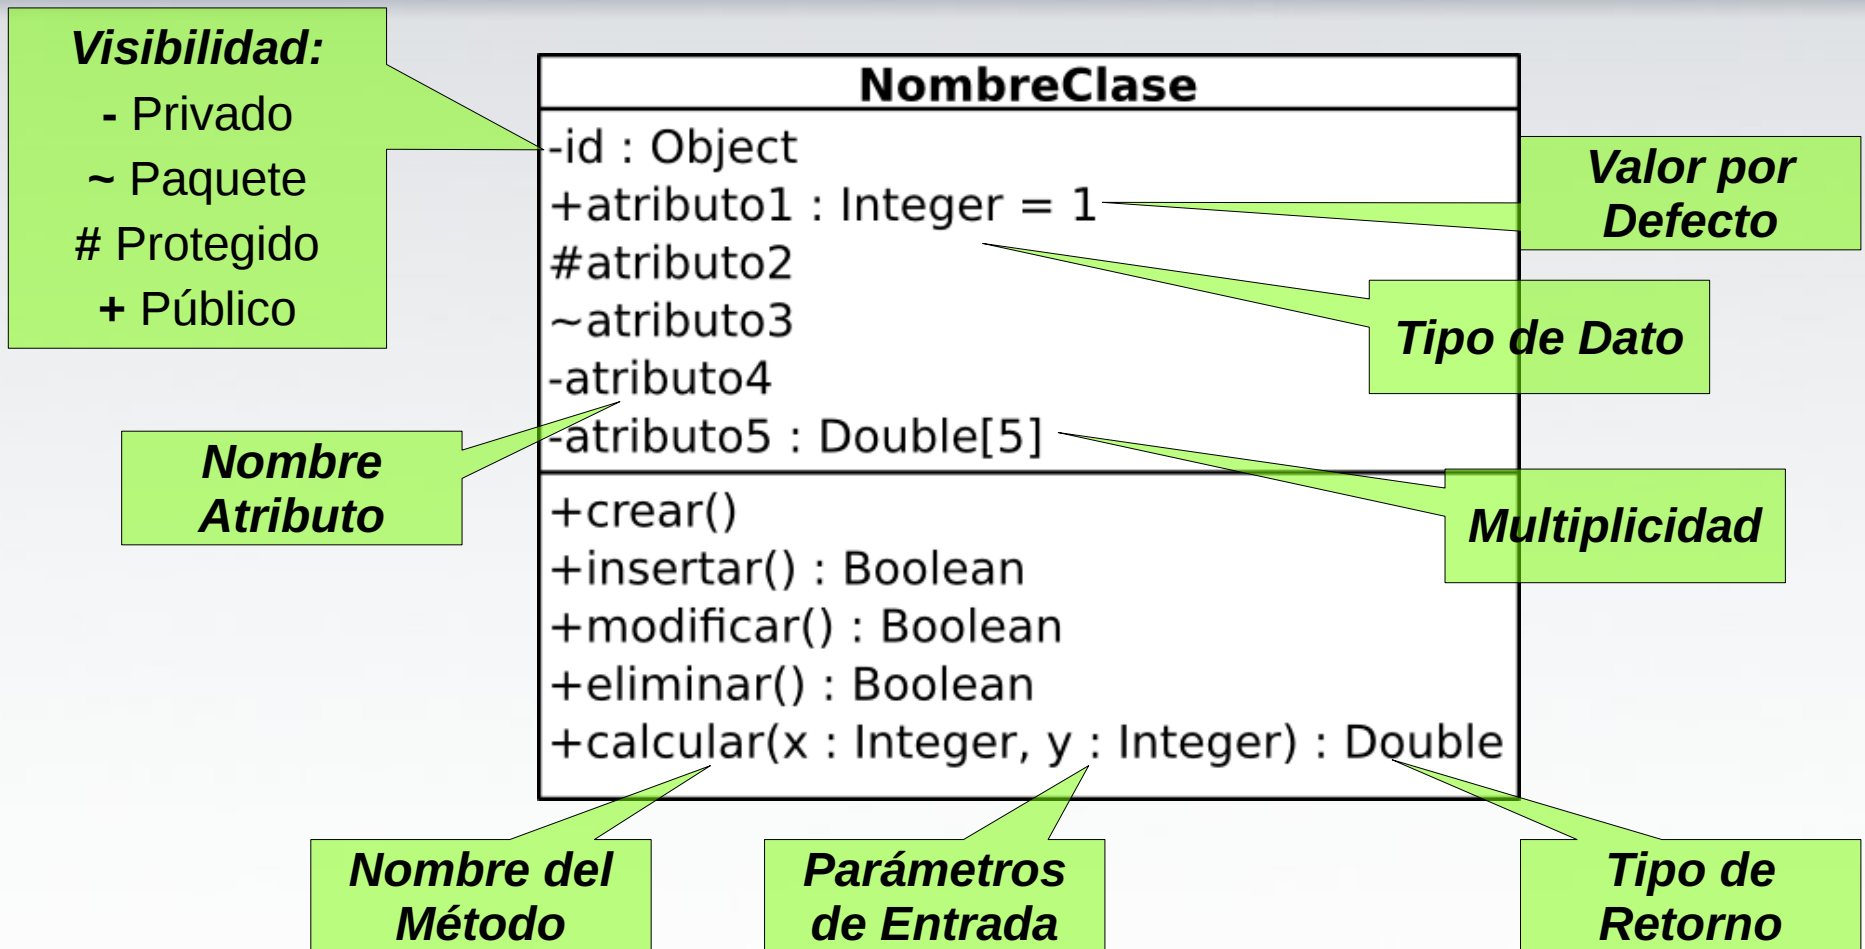 Visibilidad:
- Privado
~ Paquete
# Protegido
+ Público
NombreClase
-id : Object
+atributo1 : Integer = 1
#atributo2
~atributo3
-atributo4
-atributo5 : Double[5]
+crear()
+insertar() : Boolean
+modificar() : Boolean
+eliminar() : Boolean
+calcular(x : Integer, y : Integer) : Double
Valor por
Defecto
Tipo de Dato
Nombre
Atributo
Multiplicidad
Nombre del
Método
Parámetros
de Entrada
Tipo de
Retorno